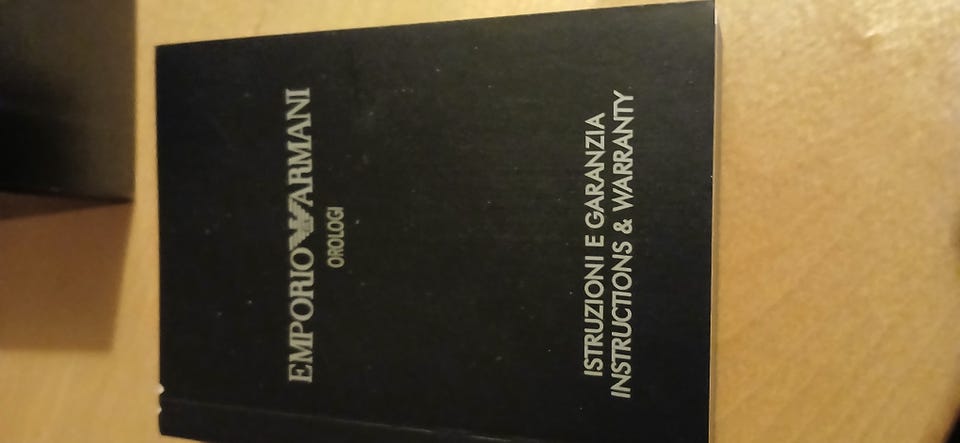 EMPORIO ARMANI
OROLOGI
ISTRUZIONI E GARANZIA
INSTRUCTIONS & WARRANTY